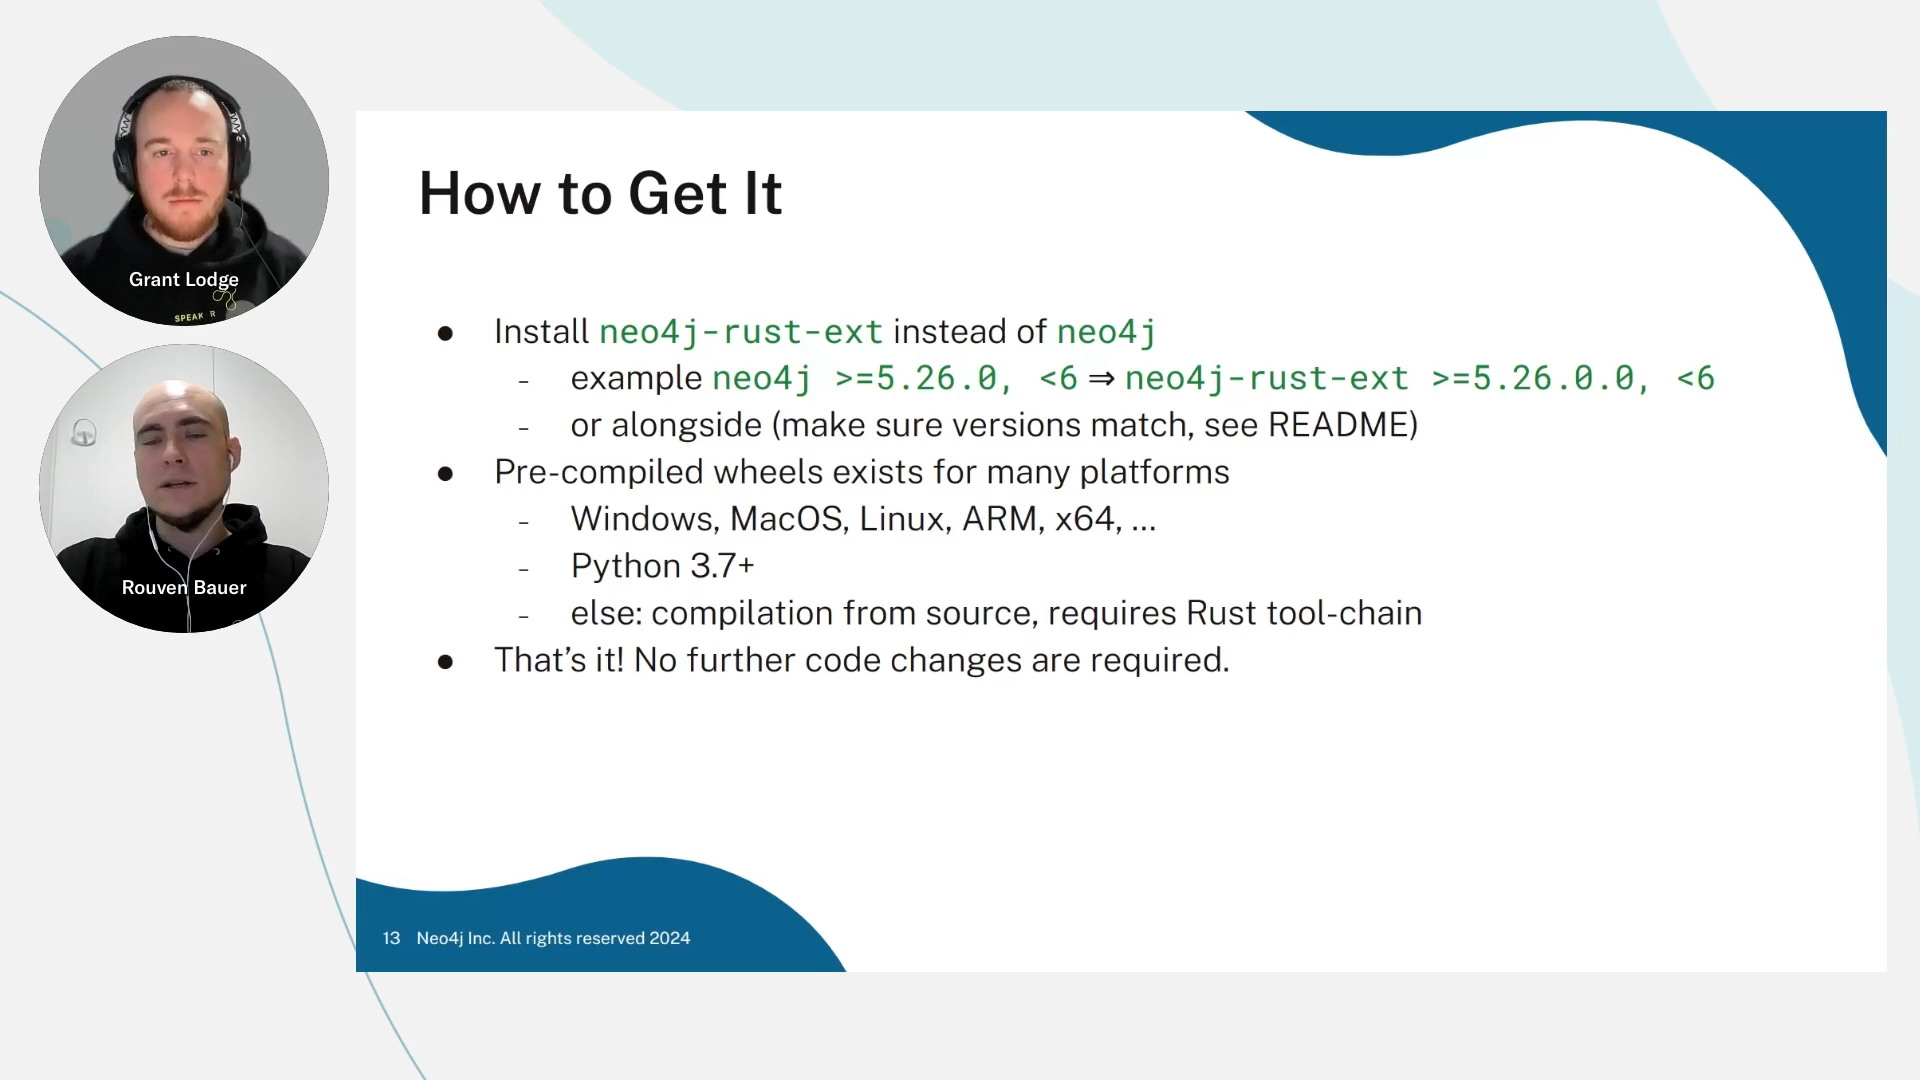 Grant Lodge
SPEAK R
Rouven Bauer
How to Get It
● Install neo4j-rust-ext instead of neo4j
- example neo4j >=5.26.0, <6 ⇒ neo4j-rust-ext >=5.26.0.0, <6
- or alongside (make sure versions match, see README)
● Pre-compiled wheels exists for many platforms
- Windows, MacOS, Linux, ARM, x64, ...
- Python 3.7+
- else: compilation from source, requires Rust tool-chain
● That’s it! No further code changes are required.
13 Neo4j Inc. All rights reserved 2024